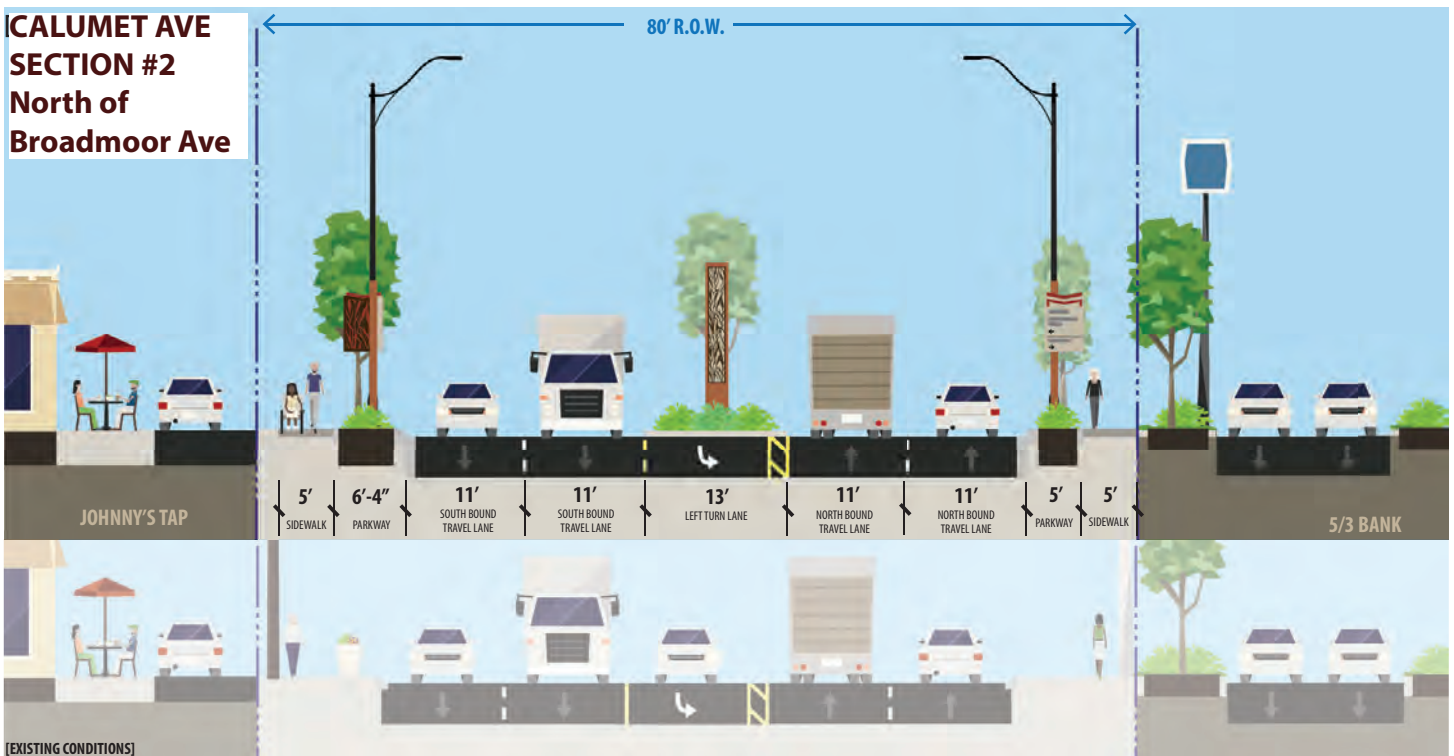 CALUMET AVE
SECTION #2
North of
Broadmoor Ave
80' R.O.W.
JOHNNY'S TAP
5'
SIDEWALK
6'-4"
PARKWAY
11'
SOUTH BOUND
TRAVEL LANE
11'
SOUTH BOUND
TRAVEL LANE
13'
LEFT TURN LANE
11'
NORTH BOUND
TRAVEL LANE
11'
NORTH BOUND
TRAVEL LANE
5'
PARKWAY
5'
SIDEWALK
5/3 BANK
[EXISTING CONDITIONS]